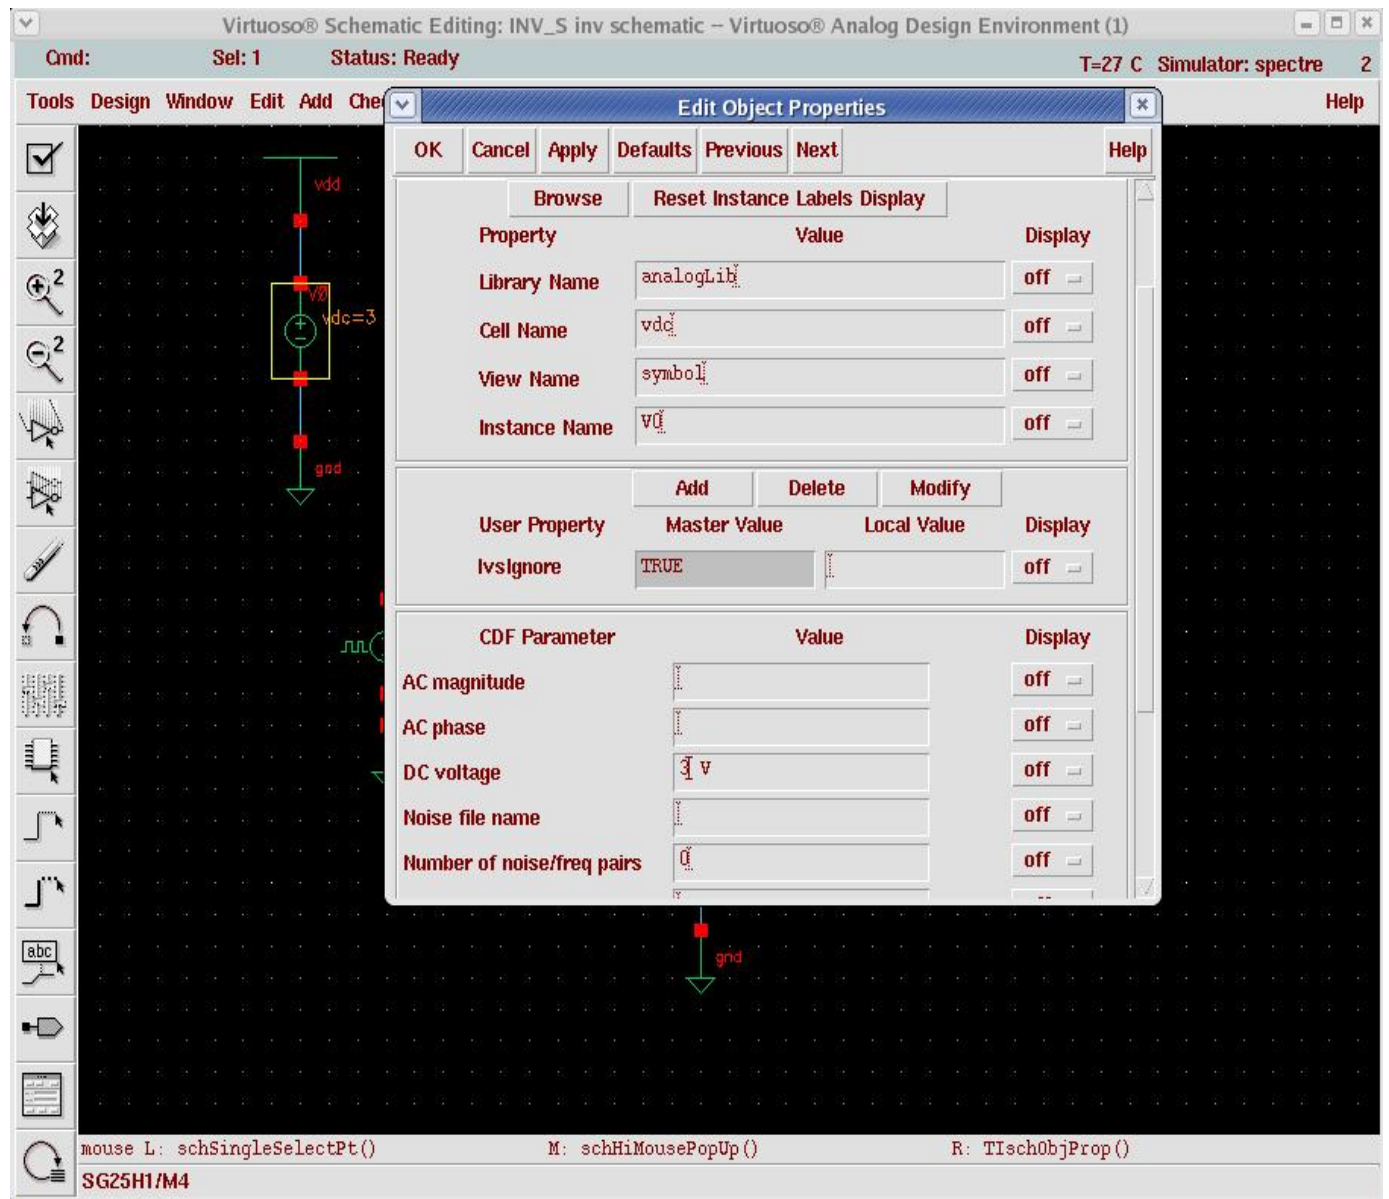 Virtuoso® Schematic Editing: INV_S inv schematic -- Virtuoso® Analog Design Environment (1)
Cmd: Sel: 1 Status: Ready T=27 C Simulator: spectre 2
Tools Design Window Edit Add Che Help
Edit Object Properties
OK Cancel Apply Defaults Previous Next Help
Browse Reset Instance Labels Display
Property Value Display
Library Name analogLib off
Cell Name vdc off
View Name symbol off
Instance Name V0 off
Add Delete Modify
User Property Master Value Local Value Display
lvsIgnore TRUE off
CDF Parameter Value Display
AC magnitude off
AC phase off
DC voltage 3 V off
Noise file name off
Number of noise/freq pairs 0 off
vdd
V0
vdc=3
gnd
gnd
2
2
abc
mouse L: schSingleSelectPt() M: schHiMousePopUp() R: TIschObjProp()
SG25H1/M4